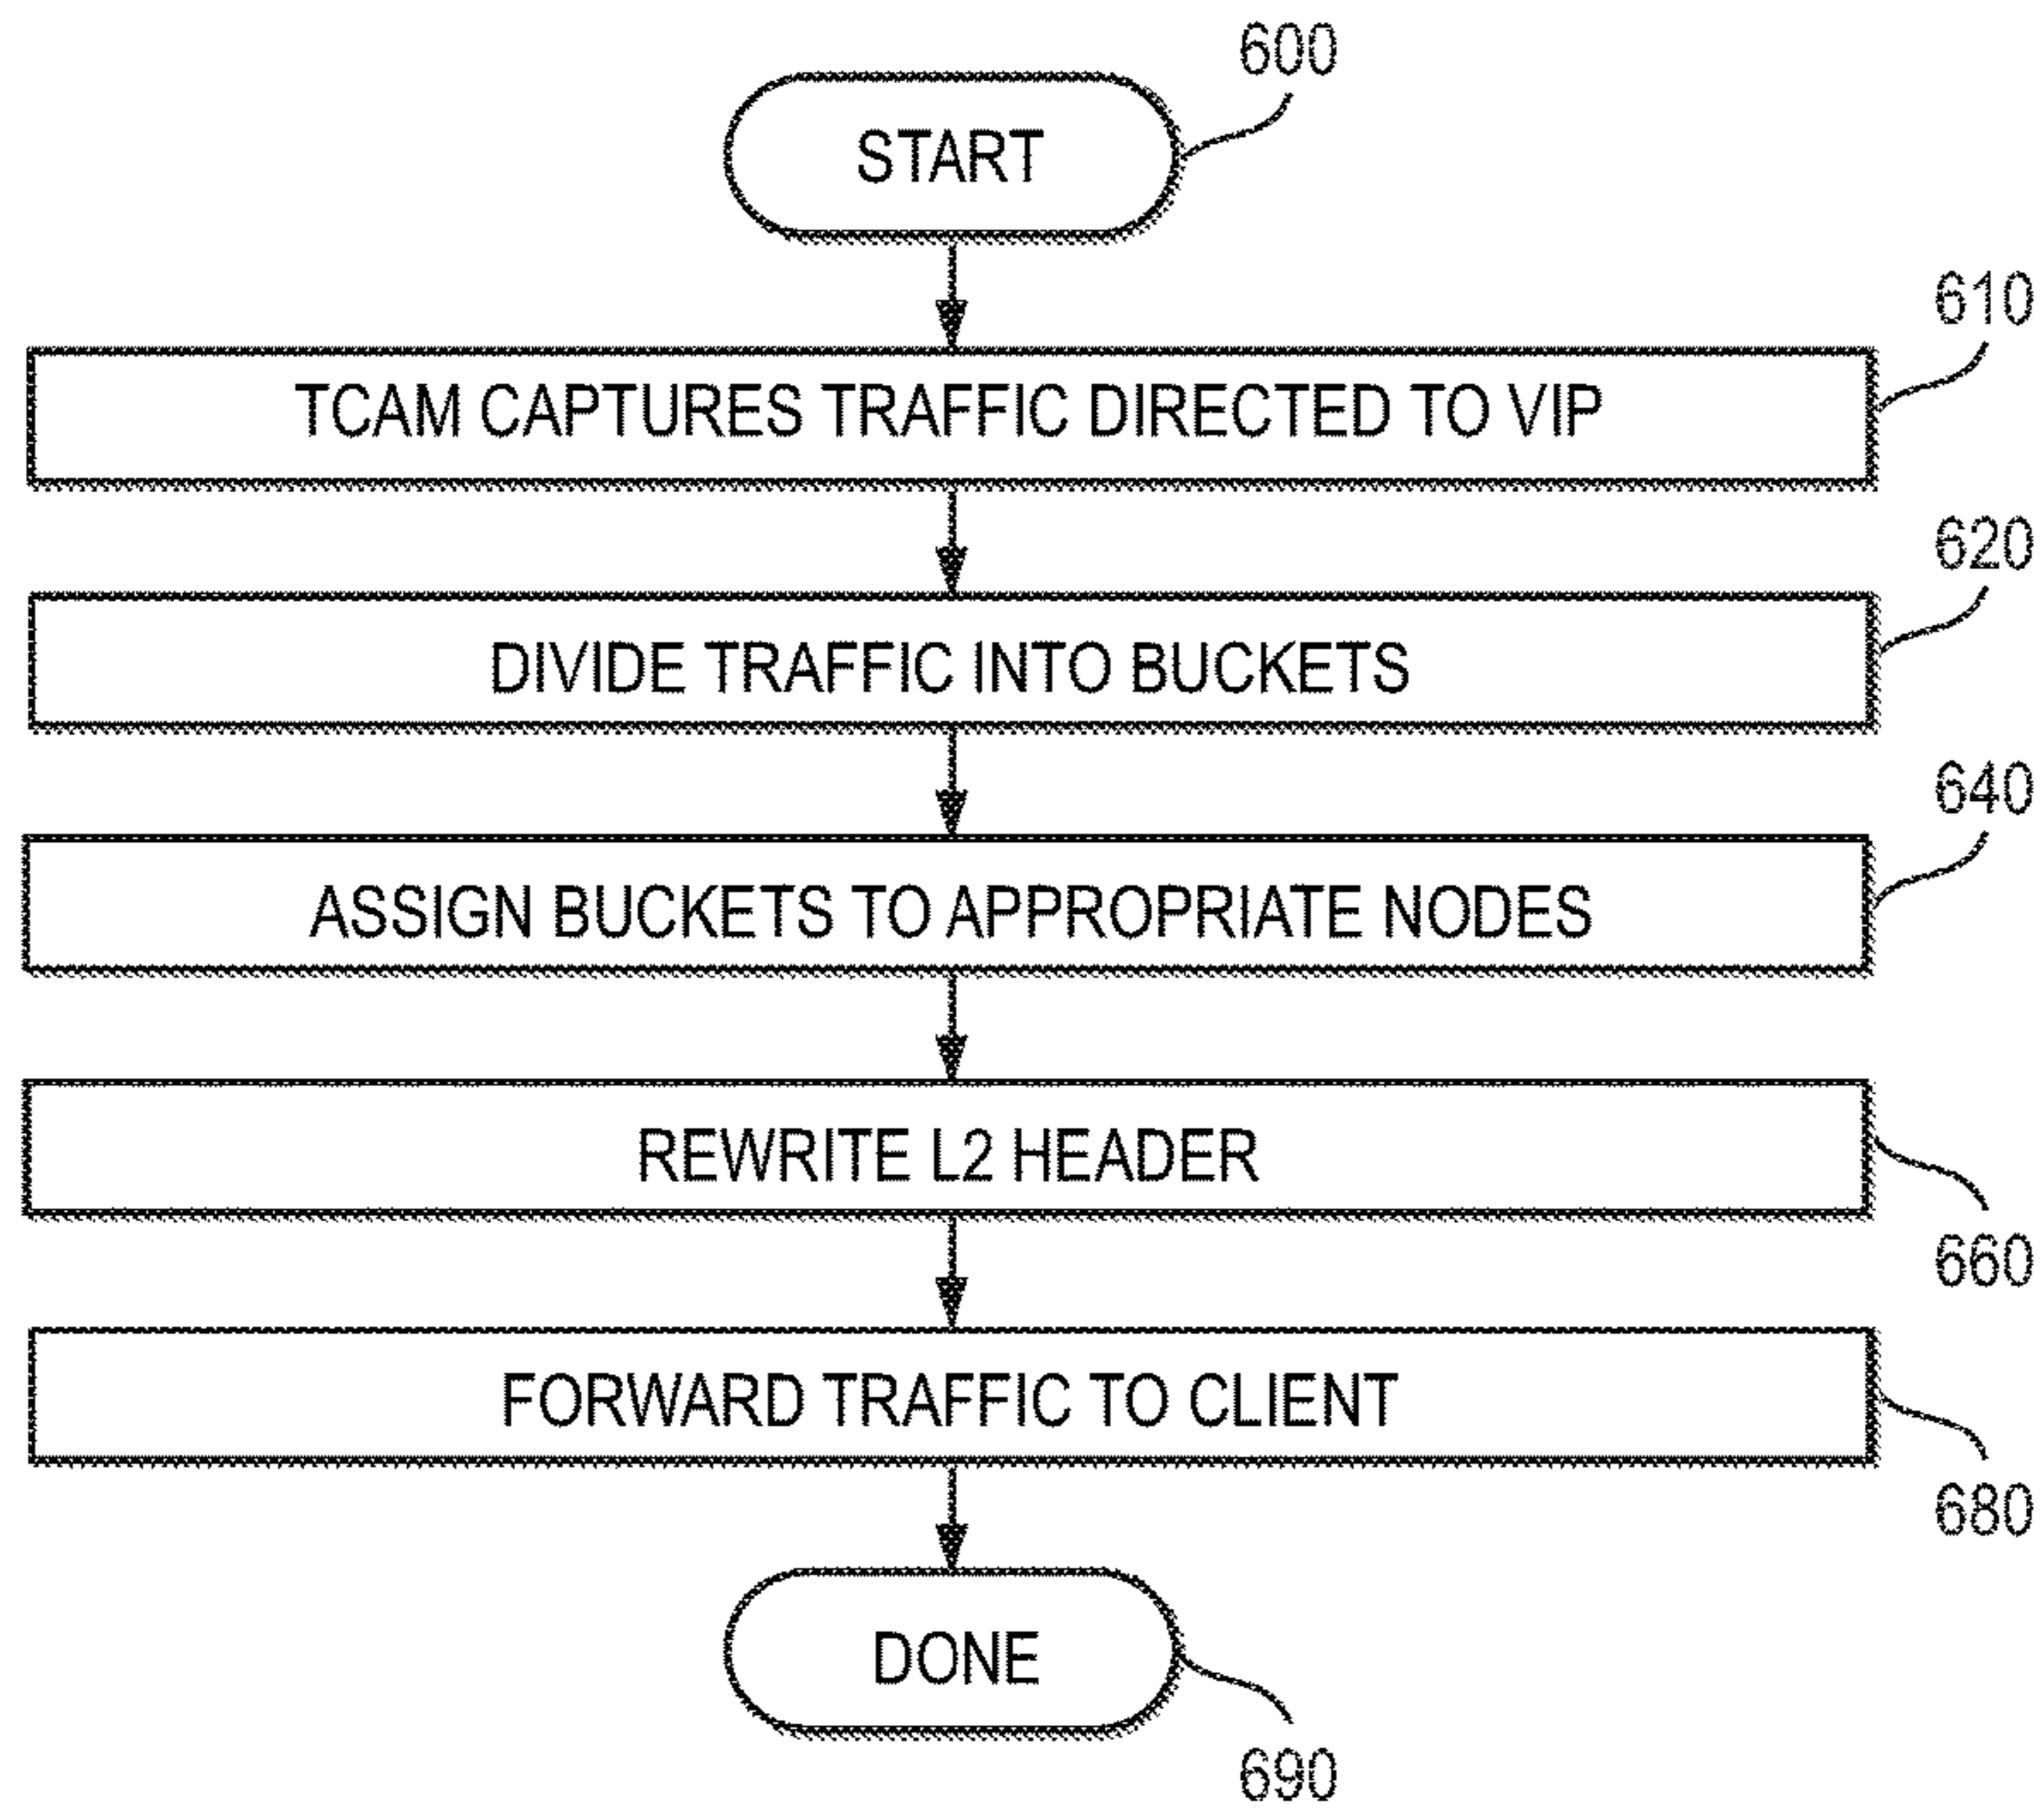 600
START
610
TCAM CAPTURES TRAFFIC DIRECTED TO VIP
620
DIVIDE TRAFFIC INTO BUCKETS
640
ASSIGN BUCKETS TO APPROPRIATE NODES
REWRITE L2 HEADER
660
FORWARD TRAFFIC TO CLIENT
680
DONE
690